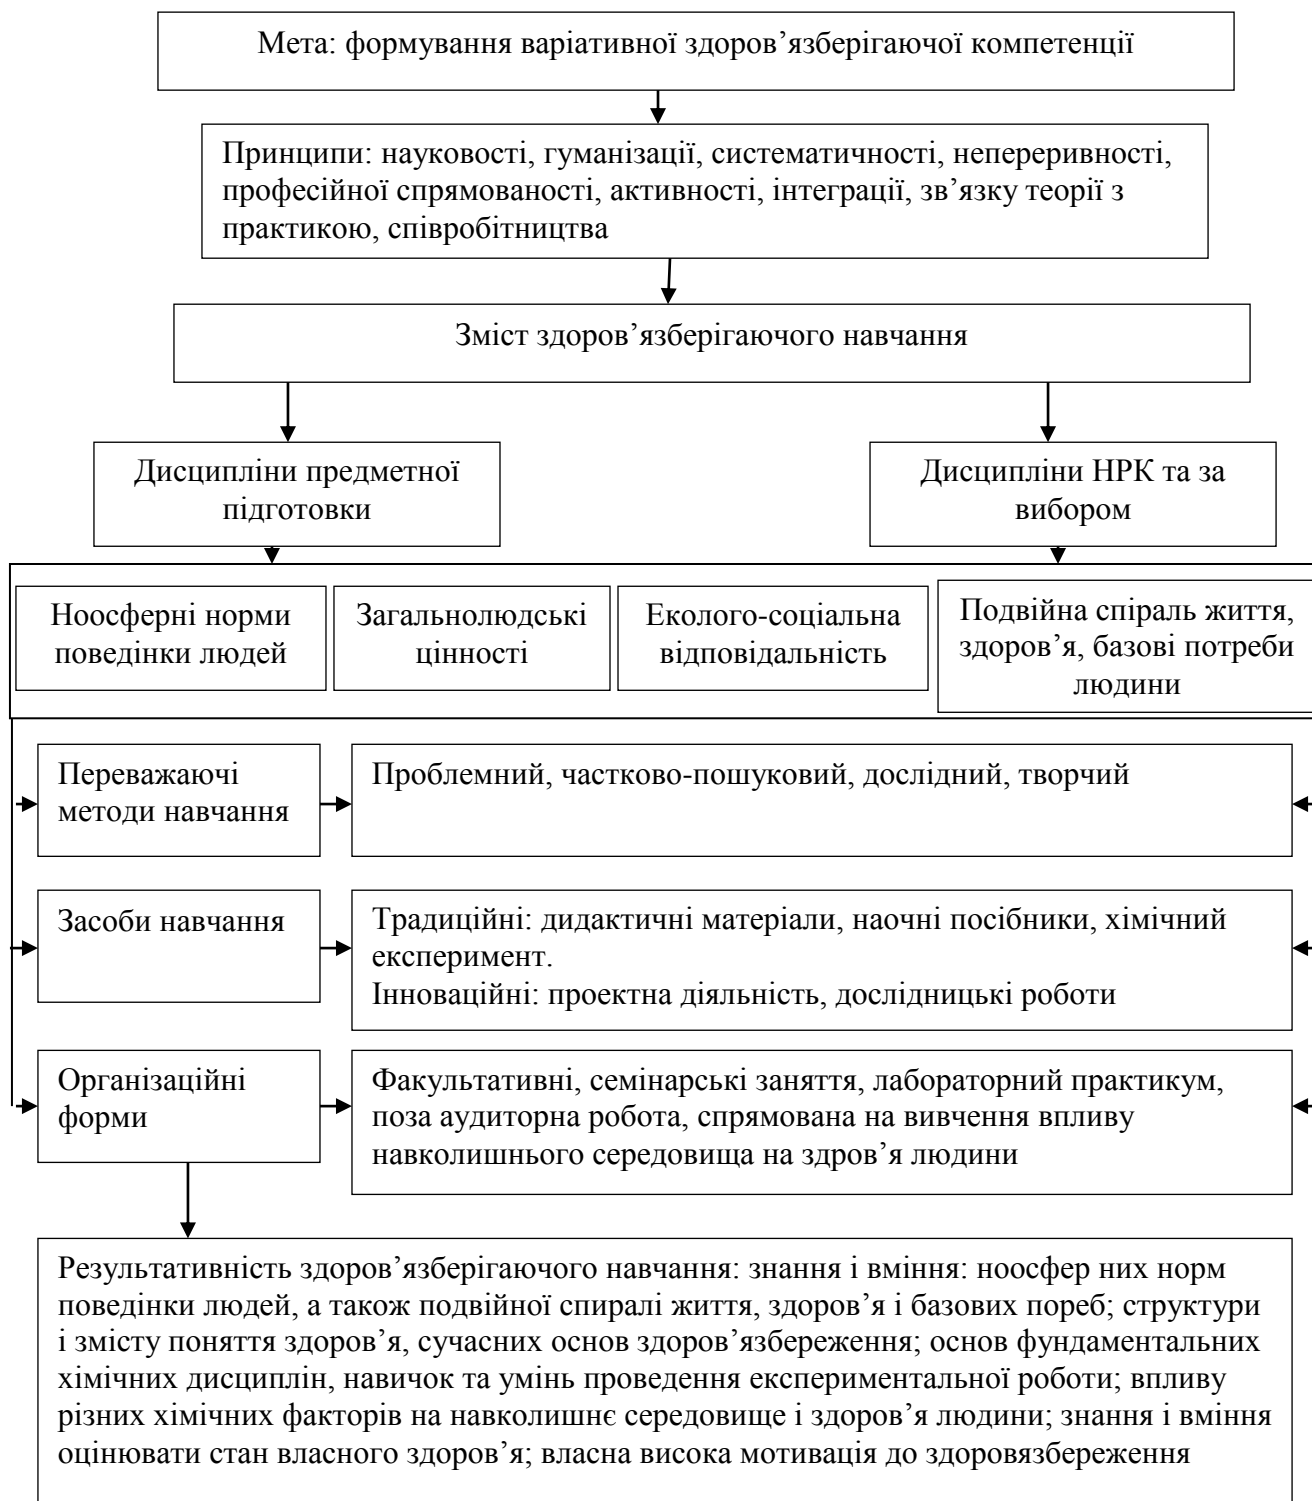 Мета: формування варіативної здоров’язберігаючої компетенції
Принципи: науковості, гуманізації, систематичності, непереривності,
професійної спрямованості, активності, інтеграції, зв’язку теорії з
практикою, співробітництва
Зміст здоров’язберігаючого навчання
Дисципліни предметної
підготовки
Дисципліни НРК та за
вибором
Ноосферні норми
поведінки людей
Загальнолюдські
цінності
Еколого-соціальна
відповідальність
Подвійна спіраль життя,
здоров’я, базові потреби
людини
Переважаючі
методи навчання
Проблемний, частково-пошуковий, дослідний, творчий
Засоби навчання
Традиційні: дидактичні матеріали, наочні посібники, хімічний
експеримент.
Інноваційні: проектна діяльність, дослідницькі роботи
Організаційні
форми
Факультативні, семінарські заняття, лабораторний практикум,
поза аудиторна робота, спрямована на вивчення впливу
навколишнього середовища на здров’я людини
Результативність здоров’язберігаючого навчання: знання і вміння: ноосфер них норм
поведінки людей, а також подвійної спиралі життя, здоров’я і базових пореб; структури
і змісту поняття здоров’я, сучасних основ здоров’язбереження; основ фундаментальних
хімічних дисциплін, навичок та умінь проведення експериментальної роботи; впливу
різних хімічних факторів на навколишнє середовище і здоров’я людини; знання і вміння
оцінювати стан власного здоров’я; власна висока мотивація до здоровязбереження